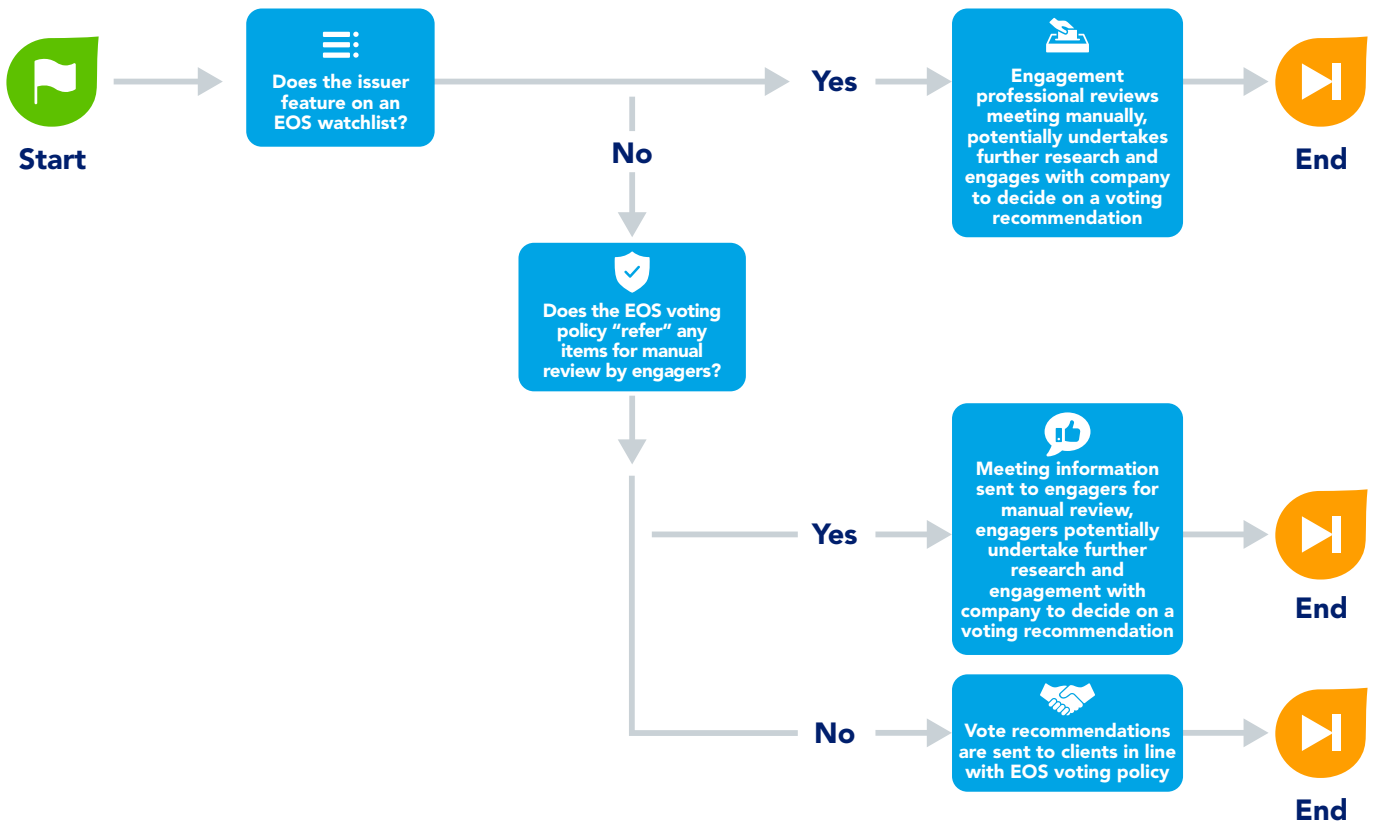 Start
Does the issuer
feature on an
EOS watchlist?
Yes
Engagement
professional reviews
meeting manually,
potentially undertakes
further research and
engages with company
to decide on a voting
recommendation
End
No
Does the EOS voting
policy “refer” any
items for manual
review by engagers?
Yes
Meeting information
sent to engagers for
manual review,
engagers potentially
undertake further
research and
engagement with
company to decide on a
voting recommendation
End
No
Vote recommendations
are sent to clients in line
with EOS voting policy
End